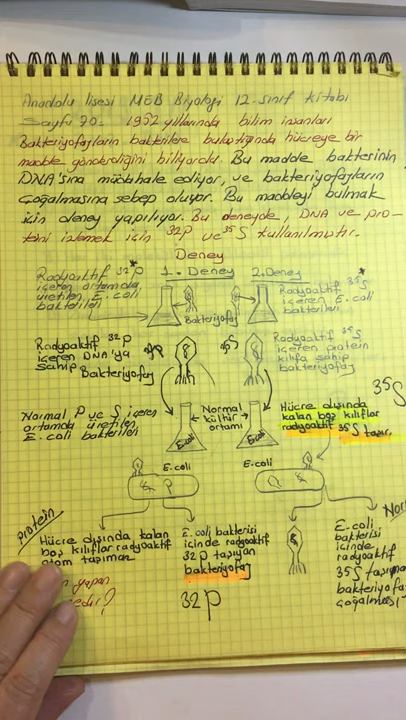 Anadolu lisesi MEB Biyoloji 12-sınıf kitabı
Sayfa 70. 1952 yıllarında bilim insanları
Bakteriyofajların bakterilere bulaştığında hücreye bir
madde gönderdiğini biliyordu. Bu madde bakterinin
DNA'sına müdahale ediyor, ve bakteriyofajların
çoğalmasına sebep oluyor. Bu maddeyi bulmak
için deney yapılıyor. Bu deneyde, DNA ve pro-
teini izlemek için 32p ve 35S kullanılmıştır.
Deney
1. Deney
2. Deney
Radyoaktif 32p*
içeren ortamda
üretilen E.coli
bakterileri
Radyoaktif 35S*
içeren E.coli
bakterileri
Bakteriyofaj
Radyoaktif 32p
içeren DNA'ya
sahip
Bakteriyofaj
Radyoaktif 35S
içeren protein
kılıfa sahip
bakteriyofaj
Normal P ve S içeren
ortamda üretilen
E.coli bakterileri
Normal
kültür
ortamı
E.coli
E.coli
Hücre dışında
kalan boş kılıflar
radyoaktif 35S taşır.
35S
E.coli
E.coli
P
protein
Hücre dışında kalan
boş kılıflar radyoaktif
atom taşımaz
E.coli bakterisi
içinde radyoaktif
32p taşıyan
bakteriyofaj
32p
E.coli
bakterisi
içinde
radyoaktif
35S
bakteriyofaj
yapan